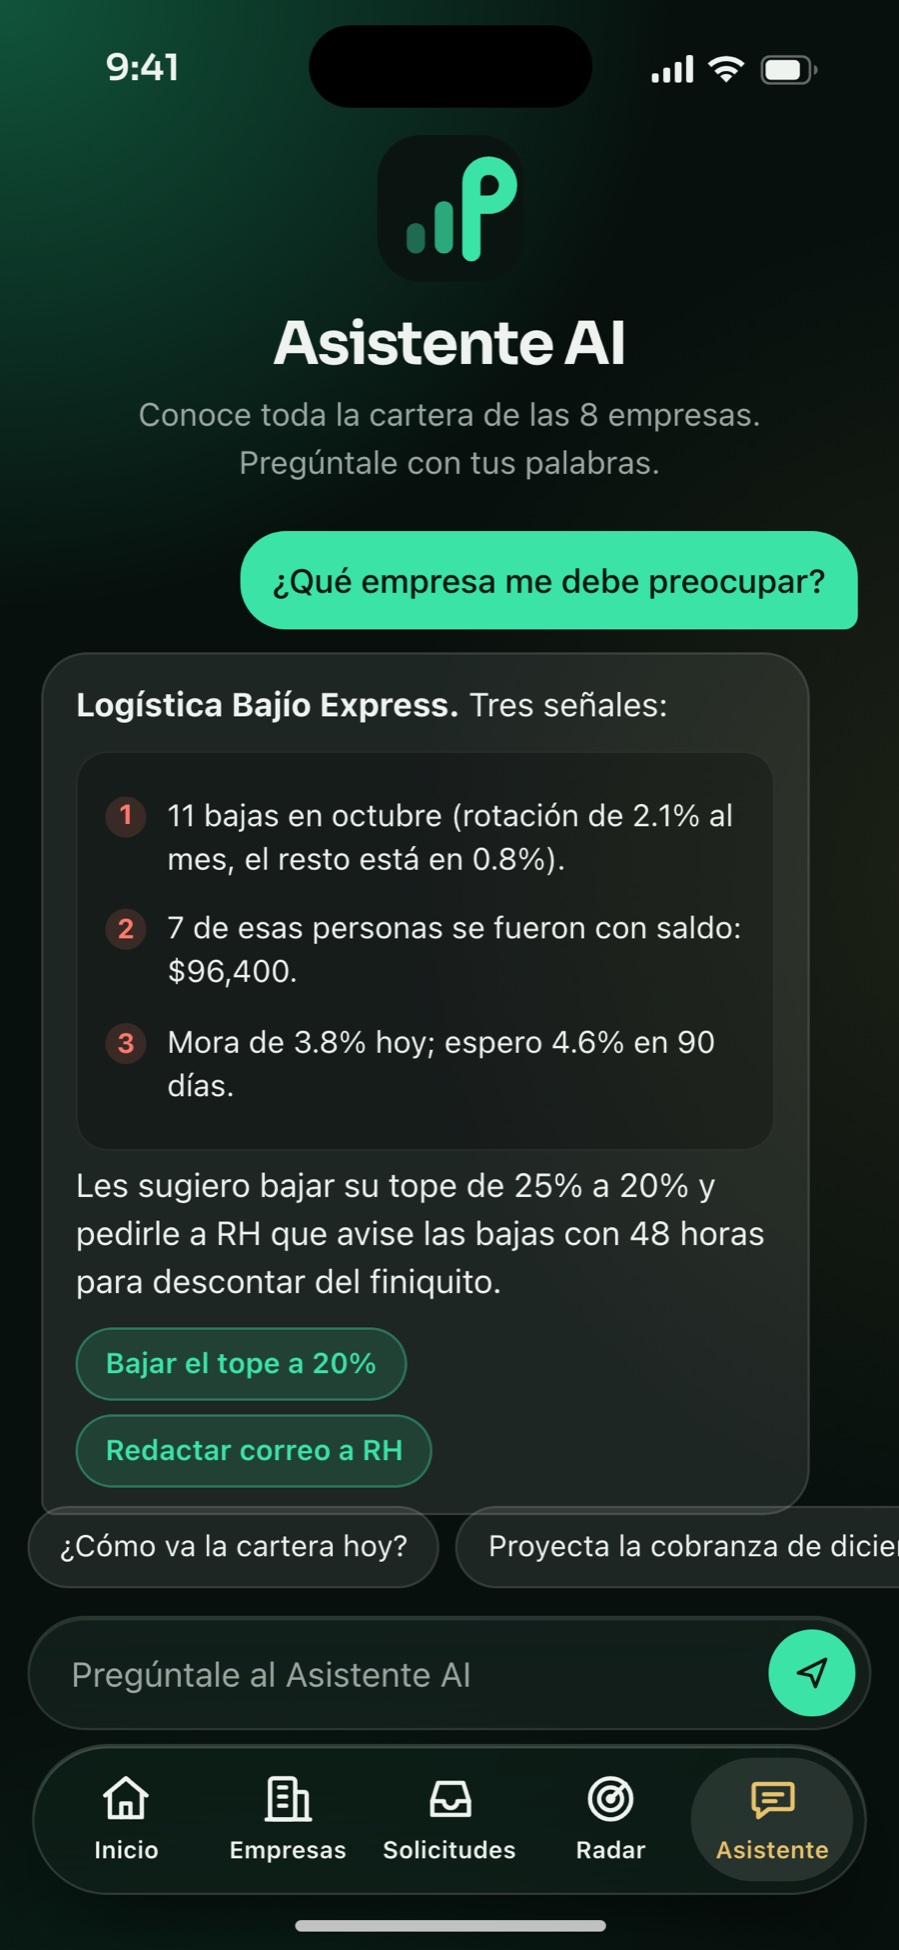 9:41
Asistente AI
Conoce toda la cartera de las 8 empresas.
Pregúntale con tus palabras.
¿Qué empresa me debe preocupar?
Logística Bajío Express. Tres señales:
1 11 bajas en octubre (rotación de 2.1% al
mes, el resto está en 0.8%).
2 7 de esas personas se fueron con saldo:
$96,400.
3 Mora de 3.8% hoy; espero 4.6% en 90
días.
Les sugiero bajar su tope de 25% a 20% y
pedirle a RH que avise las bajas con 48 horas
para descontar del finiquito.
Bajar el tope a 20%
Redactar correo a RH
¿Cómo va la cartera hoy? Proyecta la cobranza de dicie
Pregúntale al Asistente AI
Inicio Empresas Solicitudes Radar Asistente